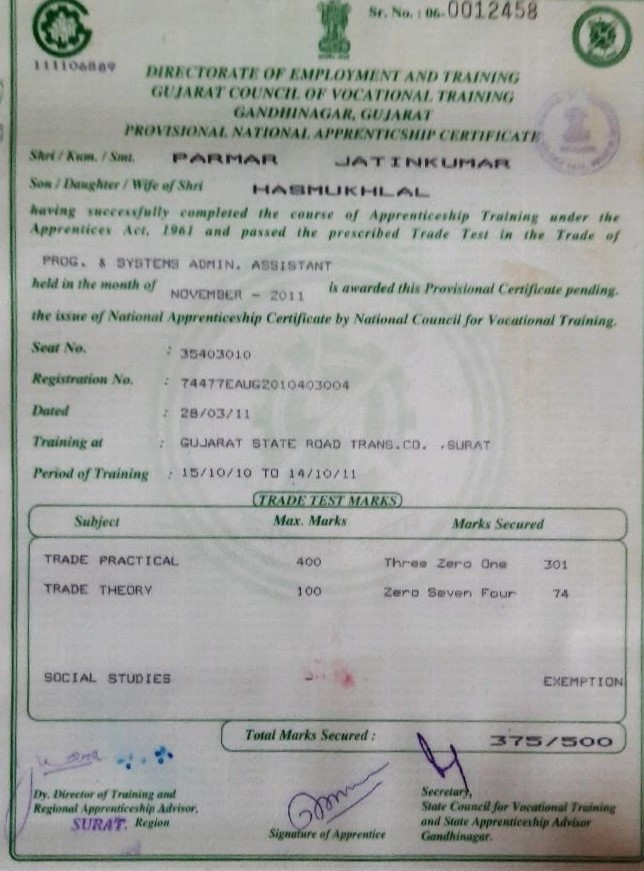 Sr. No. : 06-0012458
111106889
DIRECTORATE OF EMPLOYMENT AND TRAINING
GUJARAT COUNCIL OF VOCATIONAL TRAINING
GANDHINAGAR, GUJARAT
PROVISIONAL NATIONAL APPRENTICSHIP CERTIFICATE
Shri / Kum. / Smt. PARMAR JATINKUMAR
Son / Daughter / Wife of Shri HASMUKHLAL
having successfully completed the course of Apprenticeship Training under the
Apprentices Act, 1961 and passed the prescribed Trade Test in the Trade of
PROG. & SYSTEMS ADMIN. ASSISTANT
held in the month of NOVEMBER - 2011 is awarded this Provisional Certificate pending.
the issue of National Apprenticeship Certificate by National Council for Vocational Training.
Seat No. : 35403010
Registration No. : 74477EAUG2010403004
Dated : 28/03/11
Training at : GUJARAT STATE ROAD TRANS.CO. ,SURAT
Period of Training : 15/10/10 TO 14/10/11
TRADE TEST MARKS
Subject Max. Marks Marks Secured
TRADE PRACTICAL 400 Three Zero One 301
TRADE THEORY 100 Zero Seven Four 74
SOCIAL STUDIES EXEMPTION
Total Marks Secured : 375/500
Dy. Director of Training and
Regional Apprenticeship Advisor,
SURAT. Region
Signature of Apprentice
Secretary,
State Council for Vocational Training
and State Apprenticeship Advisor
Gandhinagar.